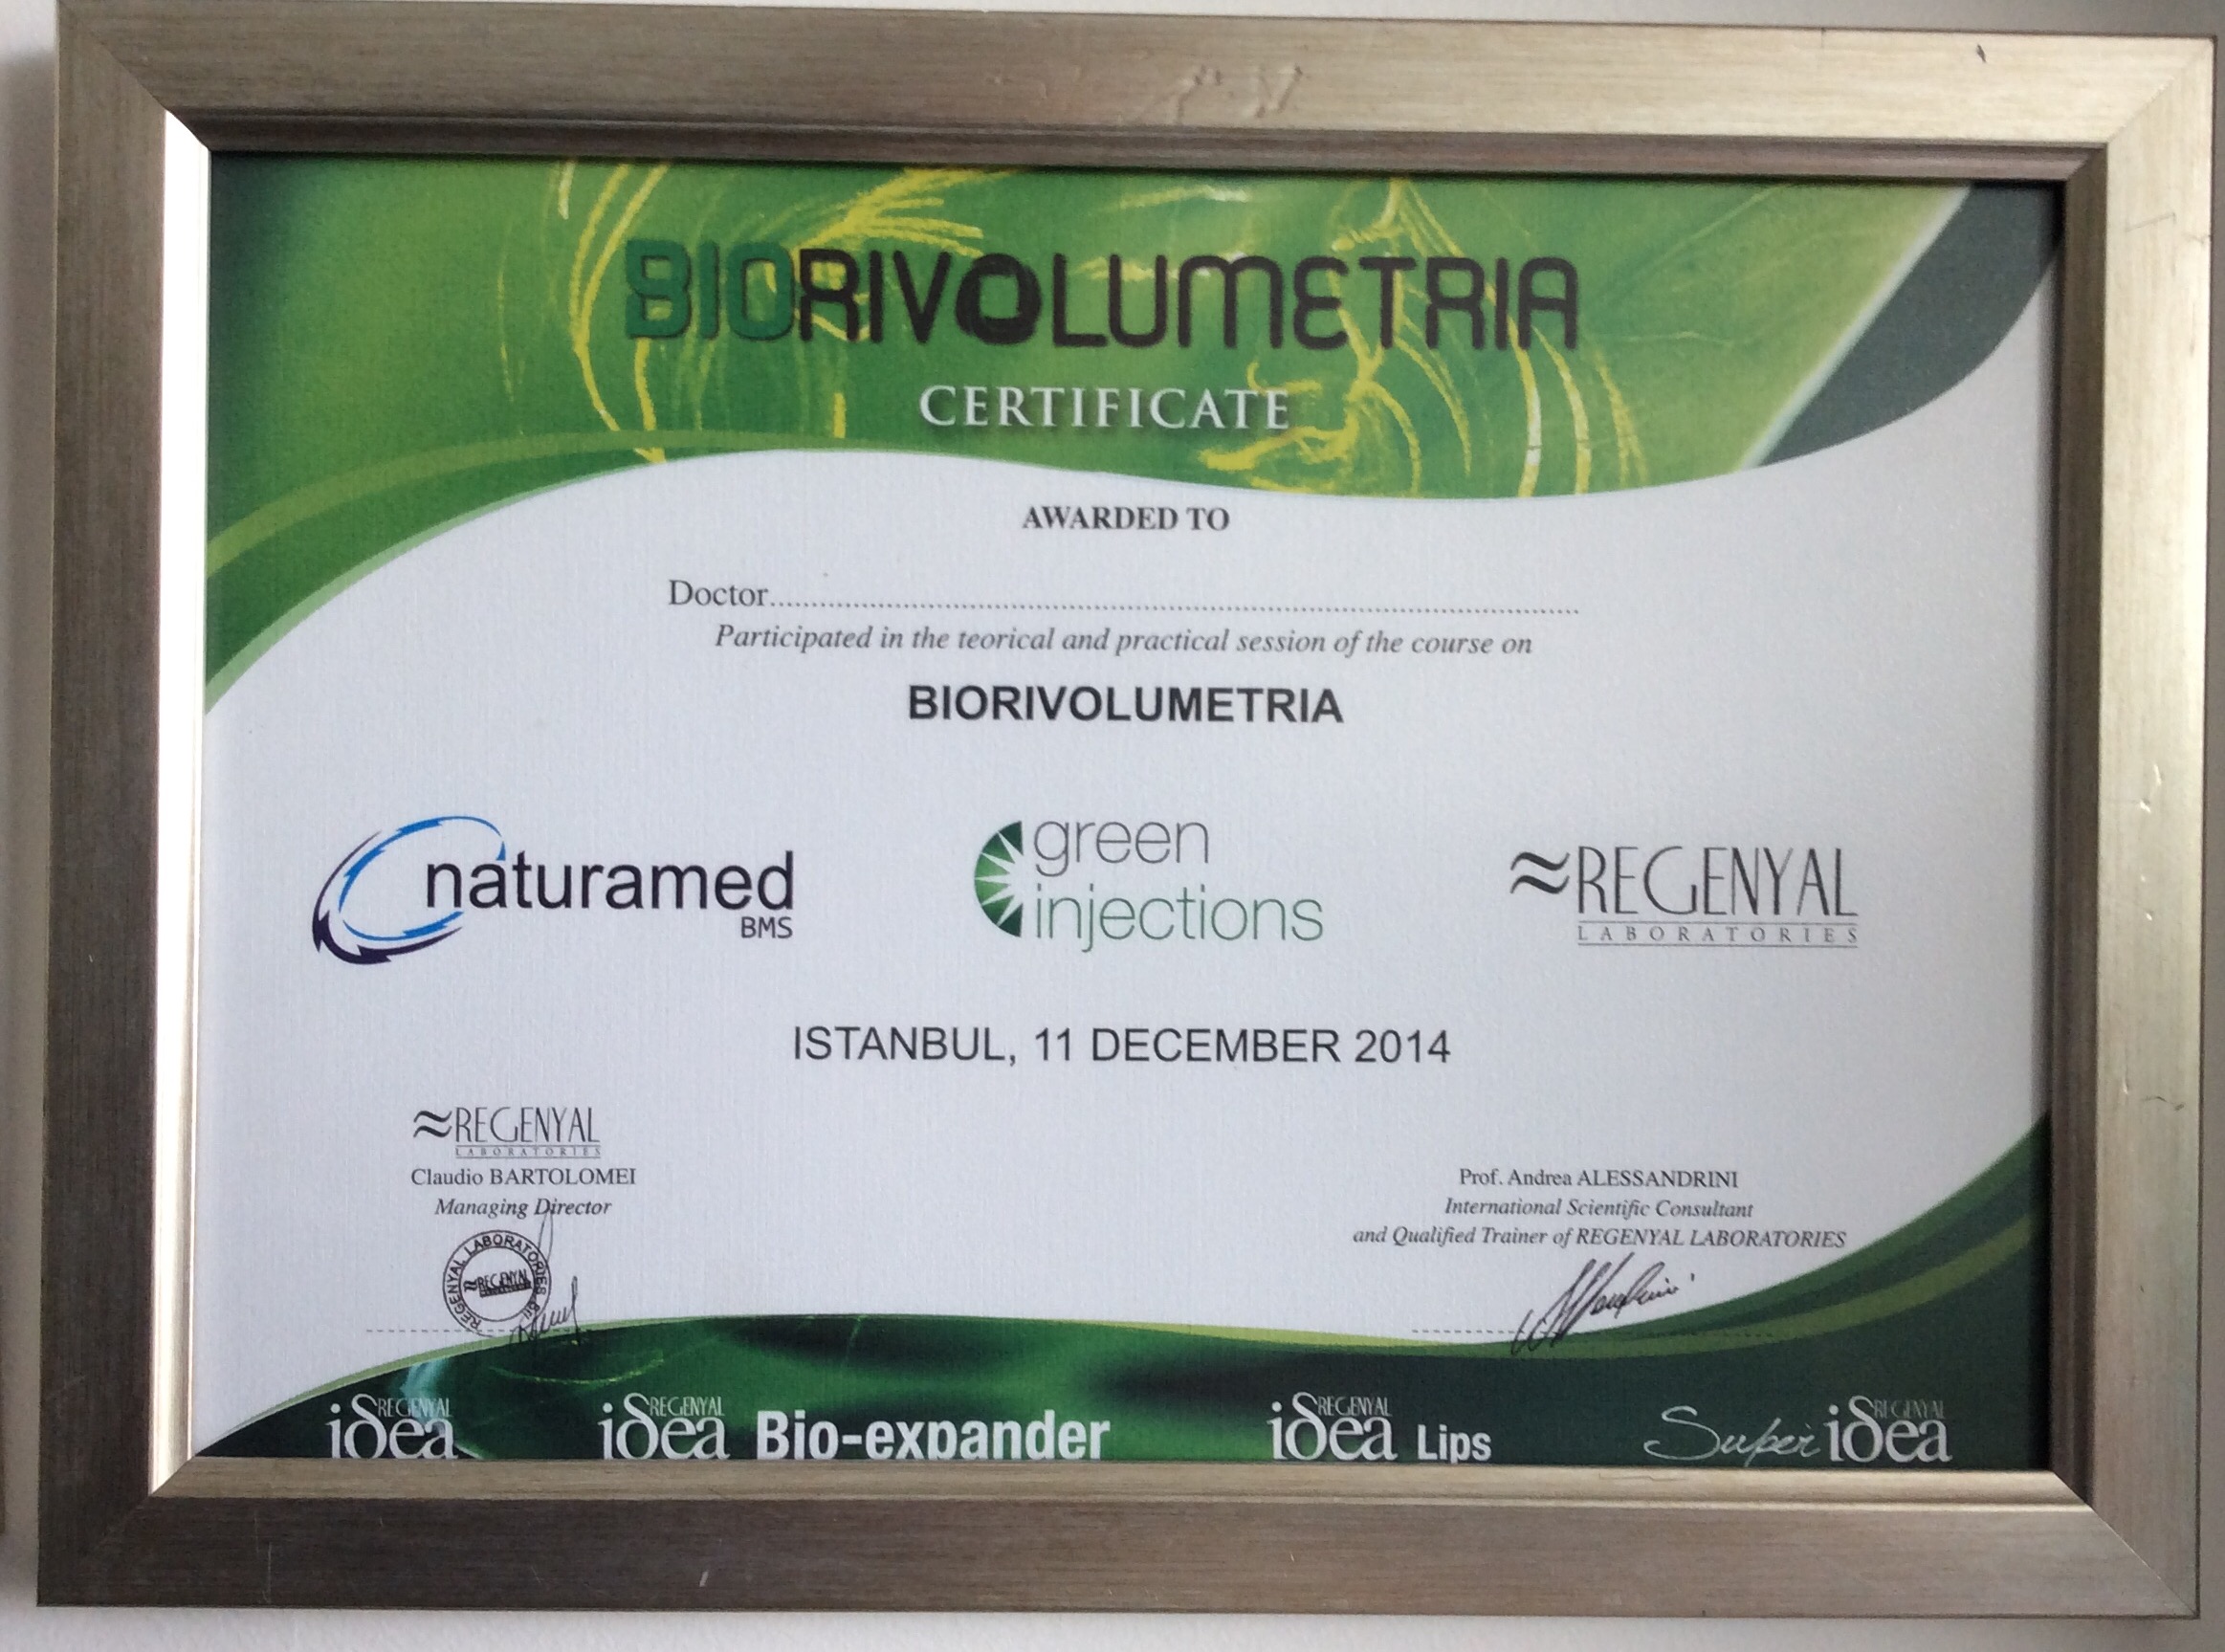 BIORIVOLUMETRIA
CERTIFICATE
AWARDED TO
Doctor....................................................................................................
Participated in the teorical and practical session of the course on
BIORIVOLUMETRIA
naturamed
BMS
green
injections
≈REGENYAL
LABORATORIES
ISTANBUL, 11 DECEMBER 2014
≈REGENYAL
LABORATORIES
Claudio BARTOLOMEI
Managing Director
REGENYAL LABORATORIES
≈REGENYAL
Prof. Andrea ALESSANDRINI
International Scientific Consultant
and Qualified Trainer of REGENYAL LABORATORIES
REGENYAL
idea
REGENYAL
idea Bio-expander
REGENYAL
idea Lips
REGENYAL
Super idea